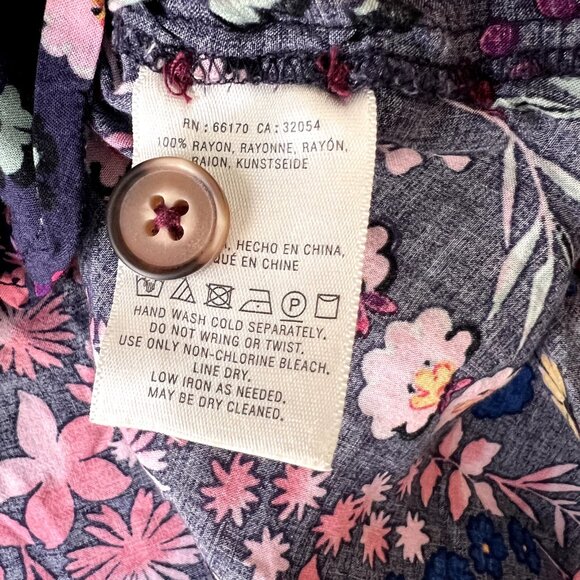 RN : 66170 CA : 32054
100% RAYON, RAYONNE, RAYÓN,
RAION, KUNSTSEIDE
HECHO EN CHINA,
EN CHINE
P
HAND WASH COLD SEPARATELY.
DO NOT WRING OR TWIST.
USE ONLY NON-CHLORINE BLEACH.
LINE DRY.
LOW IRON AS NEEDED.
MAY BE DRY CLEANED.